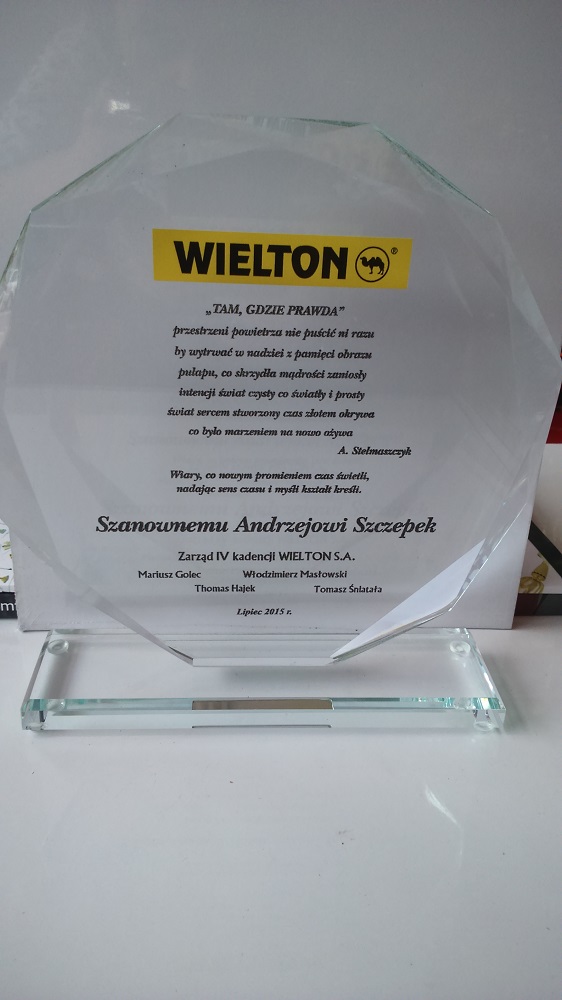 WIELTON ®
„TAM, GDZIE PRAWDA”
przestrzeni powietrza nie puścić ni razu
by wytrwać w nadziei z pamięci obrazu
pułapu, co skrzydła mądrości zaniosły
intencji świat czysty co światły i prosty
świat sercem stworzony czas złotem okrywa
co było marzeniem na nowo ożywa
A. Stelmaszczyk
Wiary, co nowym promieniem czas świetli,
nadając sens czasu i myśli kształt kreśli.
Szanownemu Andrzejowi Szczepek
Zarząd IV kadencji WIELTON S.A.
Mariusz Golec Włodzimierz Masłowski
Thomas Hajek Tomasz Śniatała
Lipiec 2015 r.